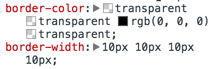 border-color: transparent
transparent rgb(0, 0, 0)
transparent;
border-width: 10px 10px 10px
10px;